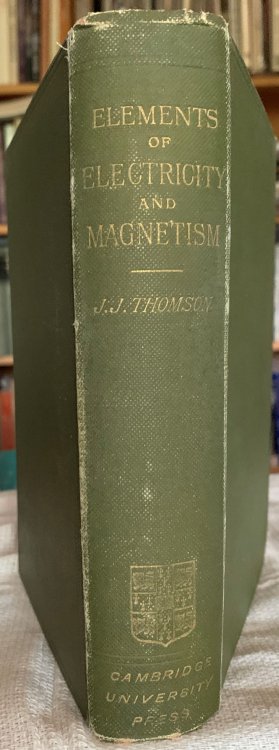 ELEMENTS
OF
ELECTRICITY
AND
MAGNETISM
J.J. THOMSON.
CAMBRIDGE
UNIVERSITY
PRESS